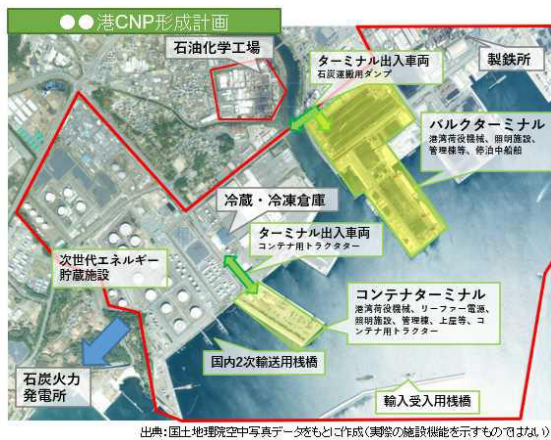 ●●港CNP形成計画
石油化学工場
ターミナル出入車両
石炭運搬用ダンプ
製鉄所
バルクターミナル
港湾荷役機械、照明施設、
管理棟等、停泊中船舶
冷蔵・冷凍倉庫
ターミナル出入車両
コンテナ用トラクタター
次世代エネルギー
貯蔵施設
コンテナターミナル
港湾荷役機械、リーファー電源、
照明施設、管理棟、上屋等、コ
ンテナ用トラクター
国内2次輸送用桟橋
石炭火力
発電所
輸入受入用桟橋
出典:国土地理院空中写真データをもとに作成(実際の施設機能を示すものではない)